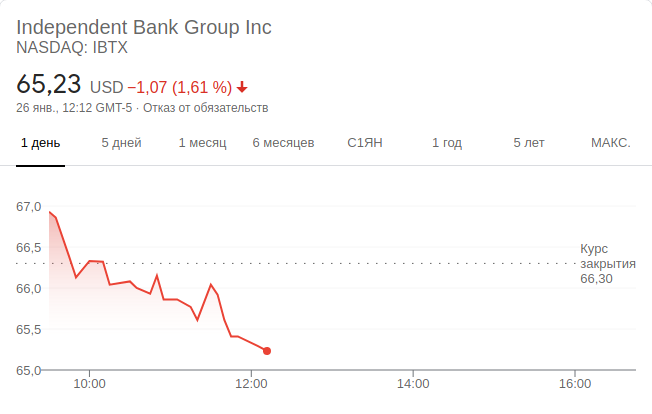 Independent Bank Group Inc
NASDAQ: IBTX
65,23 USD −1,07 (1,61 %)
26 янв., 12:12 GMT-5 · Отказ от обязательств
1 день 5 дней 1 месяц 6 месяцев С1ЯН 1 год 5 лет МАКС.
67,0
66,5
66,0
65,5
65,0
Курс
закрытия
66,30
10:00 12:00 14:00 16:00